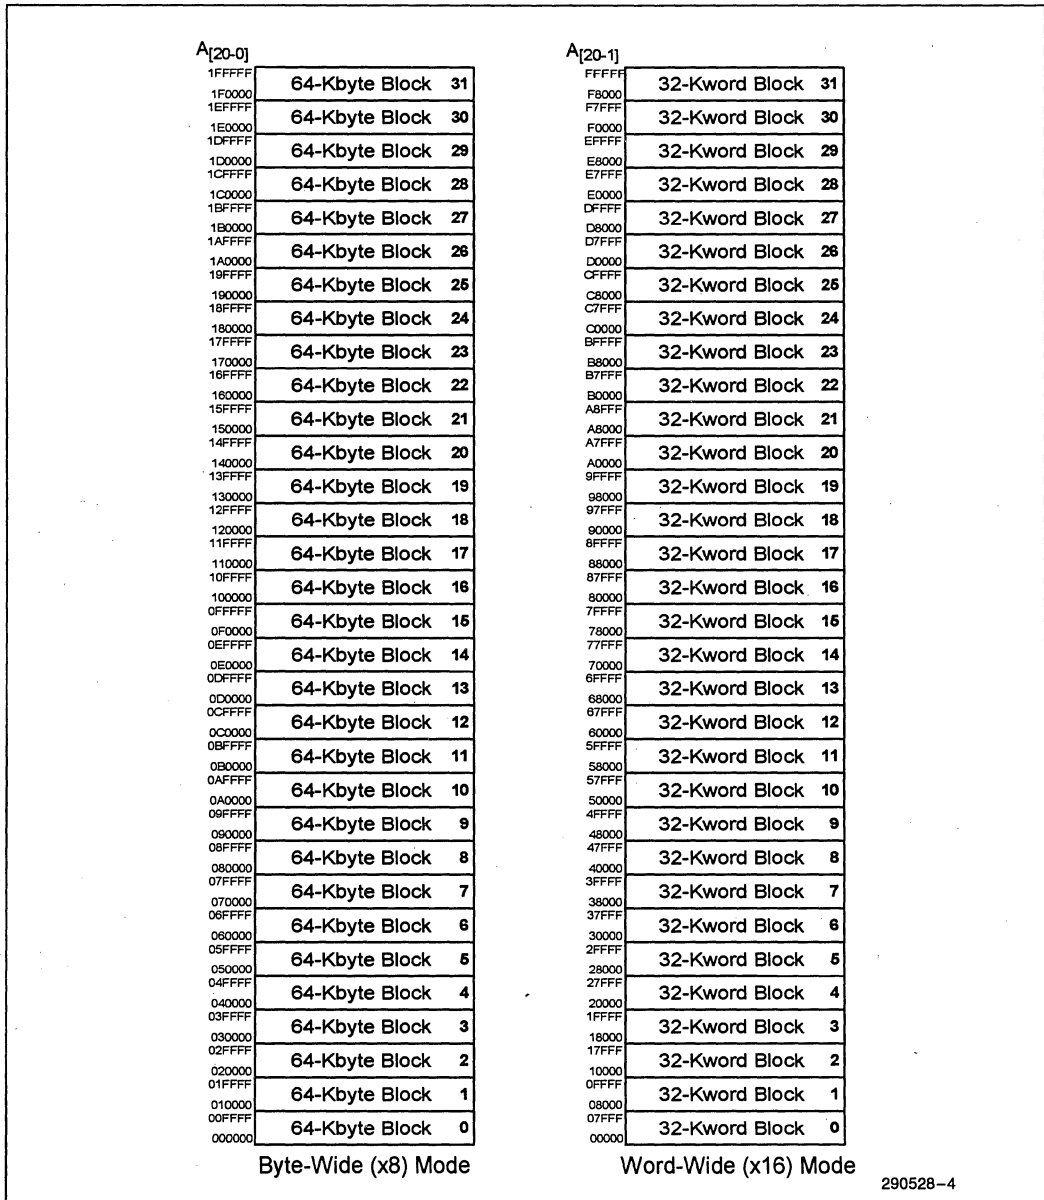 A[20-0]
1FFFFF
64-Kbyte Block 31
1F0000
1EFFFF
64-Kbyte Block 30
1E0000
1DFFFF
64-Kbyte Block 29
1D0000
1CFFFF
64-Kbyte Block 28
1C0000
1BFFFF
64-Kbyte Block 27
1B0000
1AFFFF
64-Kbyte Block 26
1A0000
19FFFF
64-Kbyte Block 25
190000
18FFFF
64-Kbyte Block 24
180000
17FFFF
64-Kbyte Block 23
170000
16FFFF
64-Kbyte Block 22
160000
15FFFF
64-Kbyte Block 21
150000
14FFFF
64-Kbyte Block 20
140000
13FFFF
64-Kbyte Block 19
130000
12FFFF
64-Kbyte Block 18
120000
11FFFF
64-Kbyte Block 17
110000
10FFFF
64-Kbyte Block 16
100000
0FFFFF
64-Kbyte Block 15
0F0000
0EFFFF
64-Kbyte Block 14
0E0000
0DFFFF
64-Kbyte Block 13
0D0000
0CFFFF
64-Kbyte Block 12
0C0000
0BFFFF
64-Kbyte Block 11
0B0000
0AFFFF
64-Kbyte Block 10
0A0000
09FFFF
64-Kbyte Block 9
090000
08FFFF
64-Kbyte Block 8
080000
07FFFF
64-Kbyte Block 7
070000
06FFFF
64-Kbyte Block 6
060000
05FFFF
64-Kbyte Block 5
050000
04FFFF
64-Kbyte Block 4
040000
03FFFF
64-Kbyte Block 3
030000
02FFFF
64-Kbyte Block 2
020000
01FFFF
64-Kbyte Block 1
010000
00FFFF
64-Kbyte Block 0
000000
Byte-Wide (x8) Mode
A[20-1]
FFFFF
32-Kword Block 31
F8000
F7FFF
32-Kword Block 30
F0000
EFFFF
32-Kword Block 29
E8000
E7FFF
32-Kword Block 28
E0000
DFFFF
32-Kword Block 27
D8000
D7FFF
32-Kword Block 26
D0000
CFFFF
32-Kword Block 25
C8000
C7FFF
32-Kword Block 24
C0000
BFFFF
32-Kword Block 23
B8000
B7FFF
32-Kword Block 22
B0000
A8FFF
32-Kword Block 21
A8000
A7FFF
32-Kword Block 20
A0000
9FFFF
32-Kword Block 19
98000
97FFF
32-Kword Block 18
90000
8FFFF
32-Kword Block 17
88000
87FFF
32-Kword Block 16
80000
7FFFF
32-Kword Block 15
78000
77FFF
32-Kword Block 14
70000
6FFFF
32-Kword Block 13
68000
67FFF
32-Kword Block 12
60000
5FFFF
32-Kword Block 11
58000
57FFF
32-Kword Block 10
50000
4FFFF
32-Kword Block 9
48000
47FFF
32-Kword Block 8
40000
3FFFF
32-Kword Block 7
38000
37FFF
32-Kword Block 6
30000
2FFFF
32-Kword Block 5
28000
27FFF
32-Kword Block 4
20000
1FFFF
32-Kword Block 3
18000
17FFF
32-Kword Block 2
10000
0FFFF
32-Kword Block 1
08000
07FFF
32-Kword Block 0
00000
Word-Wide (x16) Mode
290528-4